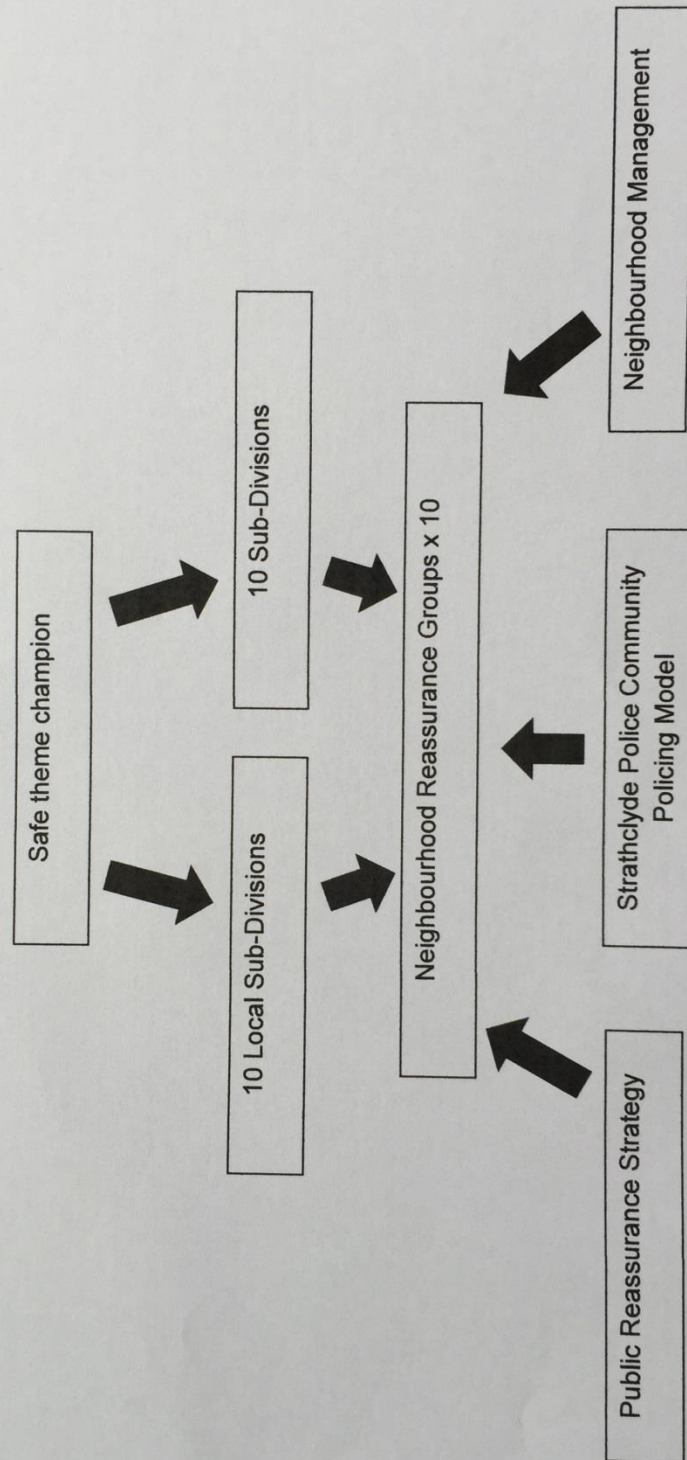 Safe theme champion
10 Local Sub-Divisions
10 Sub-Divisions
Neighbourhood Reassurance Groups x 10
Public Reassurance Strategy
Strathclyde Police Community
Policing Model
Neighbourhood Management